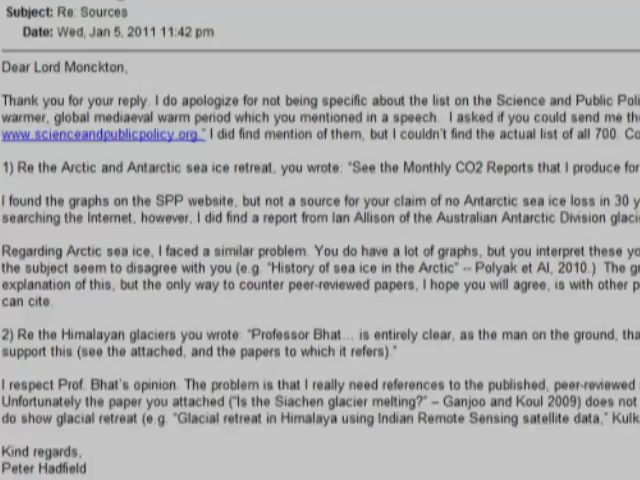 Subject: Re: Sources
Date: Wed, Jan 5, 2011 11:42 pm
Dear Lord Monckton,
Thank you for your reply. I do apologize for not being specific about the list on the Science and Public Poli
warmer, global mediaeval warm period which you mentioned in a speech. I asked if you could send me the
www.scienceandpublicpolicy.org." I did find mention of them, but I couldn't find the actual list of all 700. Co
1) Re the Arctic and Antarctic sea ice retreat, you wrote: "See the Monthly CO2 Reports that I produce for
I found the graphs on the SPP website, but not a source for your claim of no Antarctic sea ice loss in 30 y
searching the Internet, however, I did find a report from Ian Allison of the Australian Antarctic Division glaci
Regarding Arctic sea ice, I faced a similar problem. You do have a lot of graphs, but you interpret these yo
the subject seem to disagree with you (e.g. "History of sea ice in the Arctic" – Polyak et Al, 2010.) The g
explanation of this, but the only way to counter peer-reviewed papers, I hope you will agree, is with other p
can cite.
2) Re the Himalayan glaciers you wrote: "Professor Bhat... is entirely clear, as the man on the ground, tha
support this (see the attached, and the papers to which it refers)."
I respect Prof. Bhat's opinion. The problem is that I really need references to the published, peer-reviewed
Unfortunately the paper you attached ("Is the Siachen glacier melting?" – Ganjoo and Koul 2009) does not
do show glacial retreat (e.g. "Glacial retreat in Himalaya using Indian Remote Sensing satellite data," Kulk
Kind regards,
Peter Hadfield